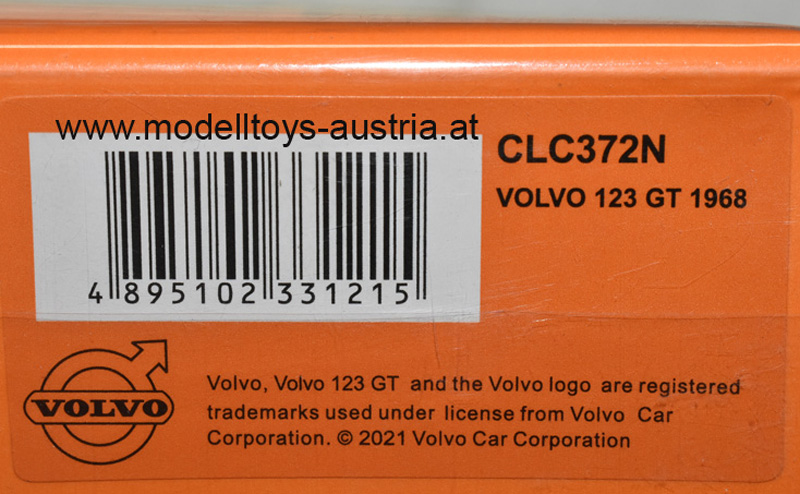 www.modelltoys-austria.at
CLC372N
VOLVO 123 GT 1968
4 895102 331215
VOLVO
Volvo, Volvo 123 GT and the Volvo logo are registered
trademarks used under license from Volvo Car
Corporation. © 2021 Volvo Car Corporation